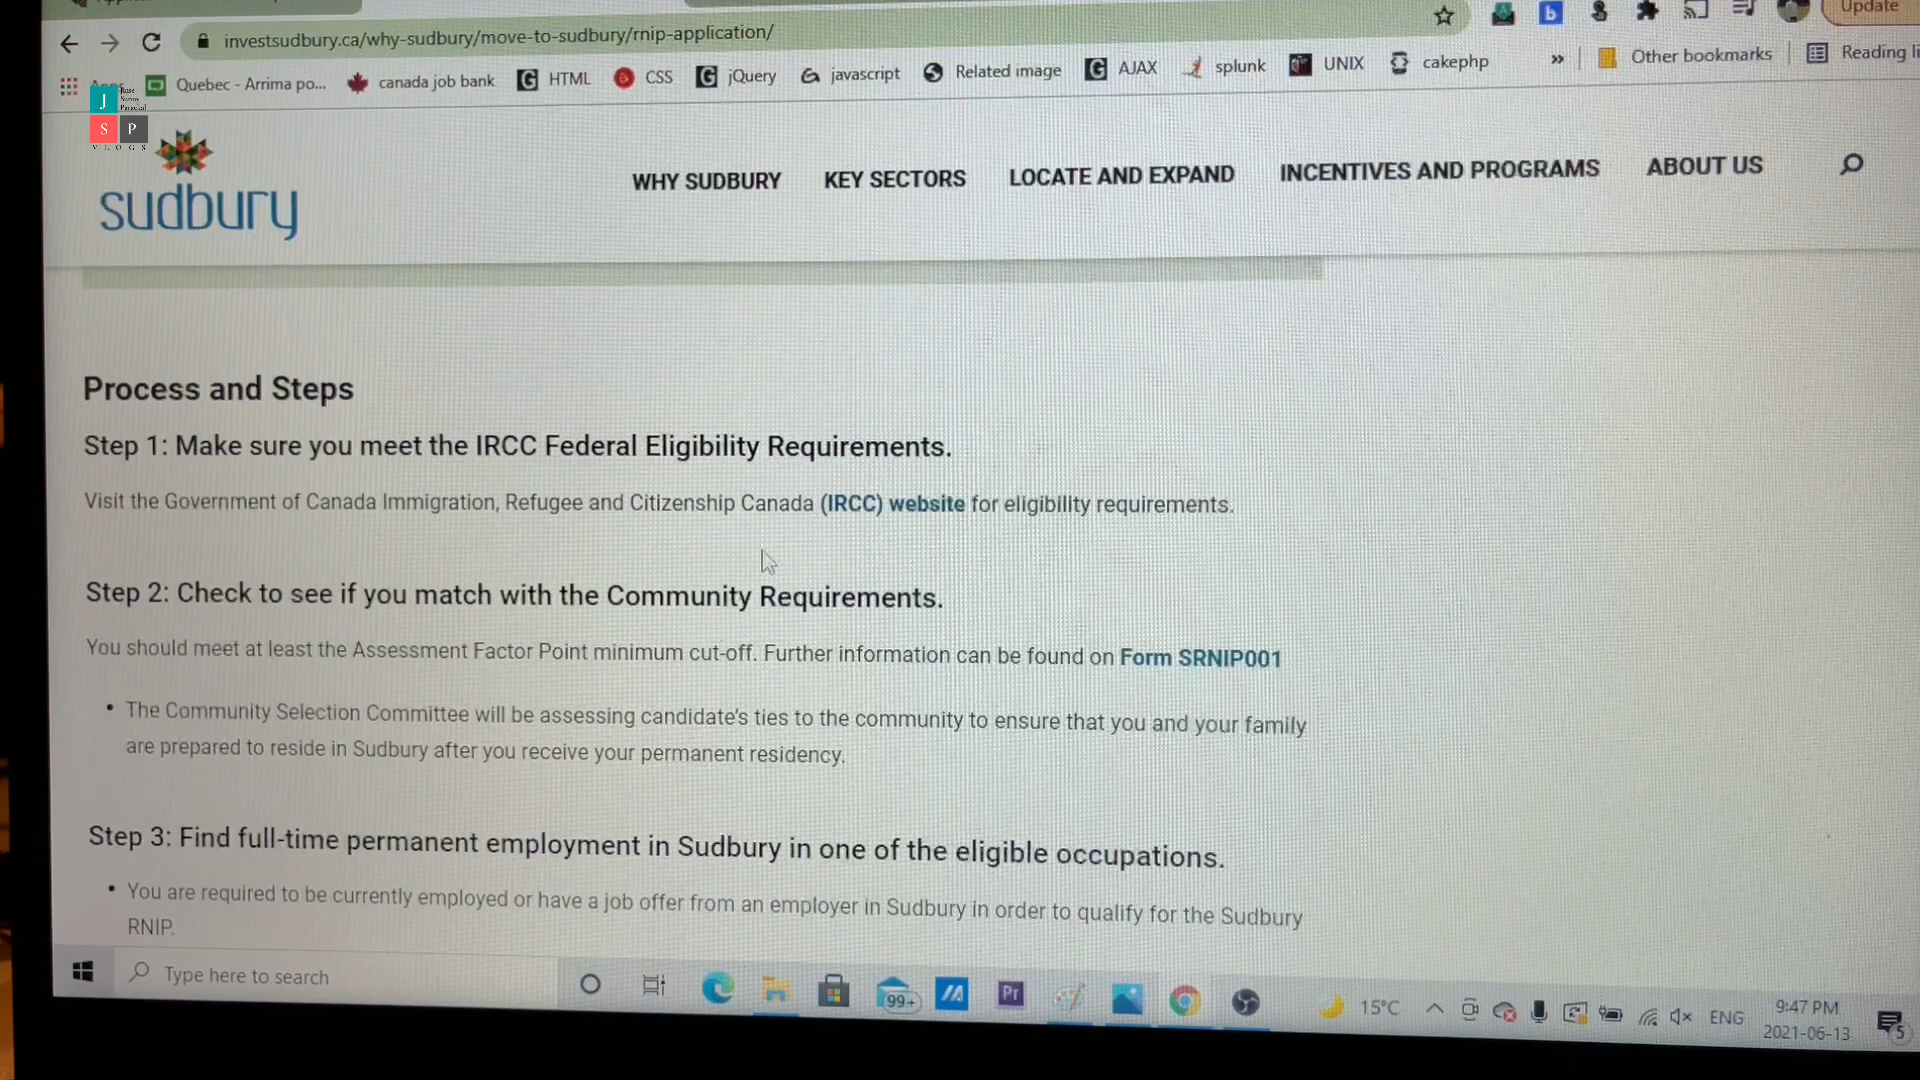 Update
investsudbury.ca/why-sudbury/move-to-sudbury/rnip-application/
Quebec - Arrima po... canada job bank HTML CSS jQuery javascript Related image AJAX splunk UNIX cakephp » Other bookmarks Reading li
J
S P
VLOGS
sudbury
WHY SUDBURY KEY SECTORS LOCATE AND EXPAND INCENTIVES AND PROGRAMS ABOUT US
Process and Steps
Step 1: Make sure you meet the IRCC Federal Eligibility Requirements.
Visit the Government of Canada Immigration, Refugee and Citizenship Canada (IRCC) website for eligibility requirements.
Step 2: Check to see if you match with the Community Requirements.
You should meet at least the Assessment Factor Point minimum cut-off. Further information can be found on Form SRNIP001
• The Community Selection Committee will be assessing candidate's ties to the community to ensure that you and your family
are prepared to reside in Sudbury after you receive your permanent residency.
Step 3: Find full-time permanent employment in Sudbury in one of the eligible occupations.
• You are required to be currently employed or have a job offer from an employer in Sudbury in order to qualify for the Sudbury
RNIP.
Type here to search
99+
Pr
15°C
ENG
9:47 PM
2021-06-13
5